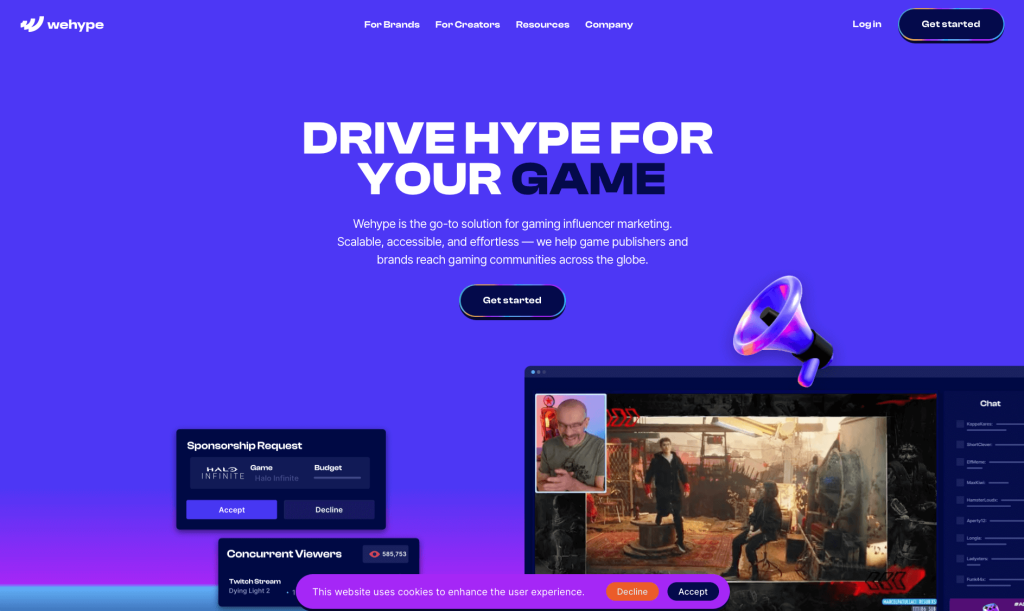 wehype
For Brands
For Creators
Resources
Company
Log in
Get started
DRIVE HYPE FOR
YOUR GAME
Wehype is the go-to solution for gaming influencer marketing.
Scalable, accessible, and effortless — we help game publishers and
brands reach gaming communities across the globe.
Get started
Chat
Sponsorship Request
HALO
INFINITE
Game
Halo Infinite
Budget
Accept
Decline
Concurrent Viewers
585,753
Twitch Stream
Dying Light 2
This website uses cookies to enhance the user experience.
Decline
Accept